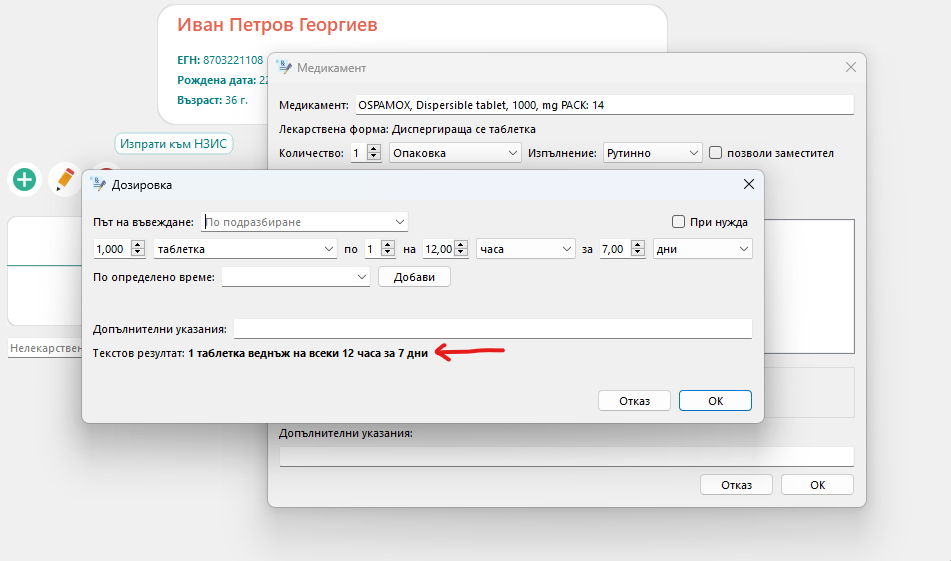 Иван Петров Георгиев
ЕГН: 8703221108
Рождена дата: 22
Възраст: 36 г.
Изпрати към НЗИС
Медикамент
Медикамент: OSPAMOX, Dispersible tablet, 1000, mg PACK: 14
Лекарствена форма: Диспергираща се таблетка
Количество: 1 Опаковка Изпълнение: Рутинно позволи заместител
Дозировка
Път на въвеждане: По подразбиране При нужда
1,000 таблетка по 1 на 12,00 часа за 7,00 дни
По определено време: Добави
Допълнителни указания:
Нелекарствен
Текстов резултат: 1 таблетка веднъж на всеки 12 часа за 7 дни
Отказ OK
Допълнителни указания:
Отказ OK